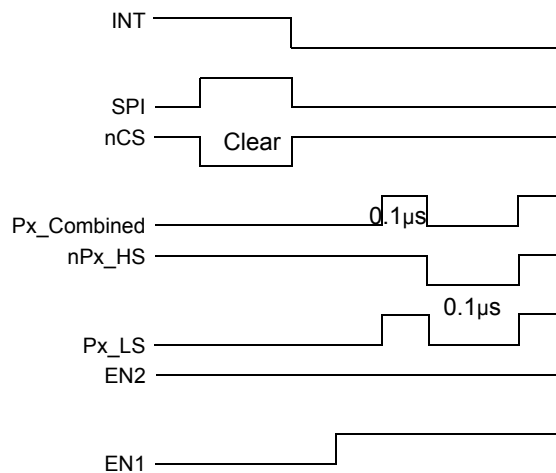 INT
SPI
nCS
Clear
Px_Combined
0.1µs
nPx_HS
0.1µs
Px_LS
EN2
EN1